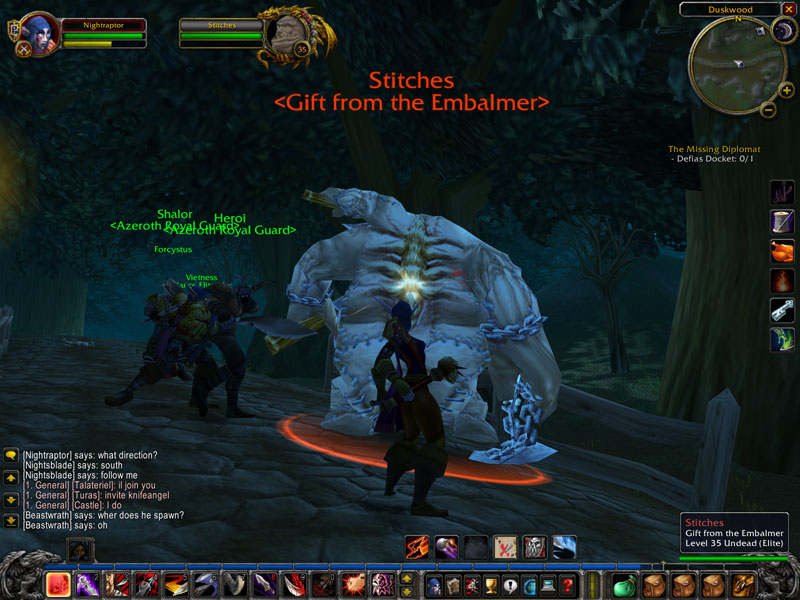 Nightraptor
Stitches
35
Duskwood
N
Stitches
<Gift from the Embalmer>
The Missing Diplomat
- Defias Docket: 0/1
Shalor
<Azeroth Royal Guard>
Heroi
<Azeroth Royal Guard>
Forcystus
Vietness
[Nightraptor] says: what direction?
[Nightsblade] says: south
[Nightsblade] says: follow me
[1. General] [Talateriel]: il join you
[1. General] [Turas]: invite knifeangel
[1. General] [Castle]: I do
[Beastwrath] says: wher does he spawn?
[Beastwrath] says: oh
Stitches
Gift from the Embalmer
Level 35 Undead (Elite)